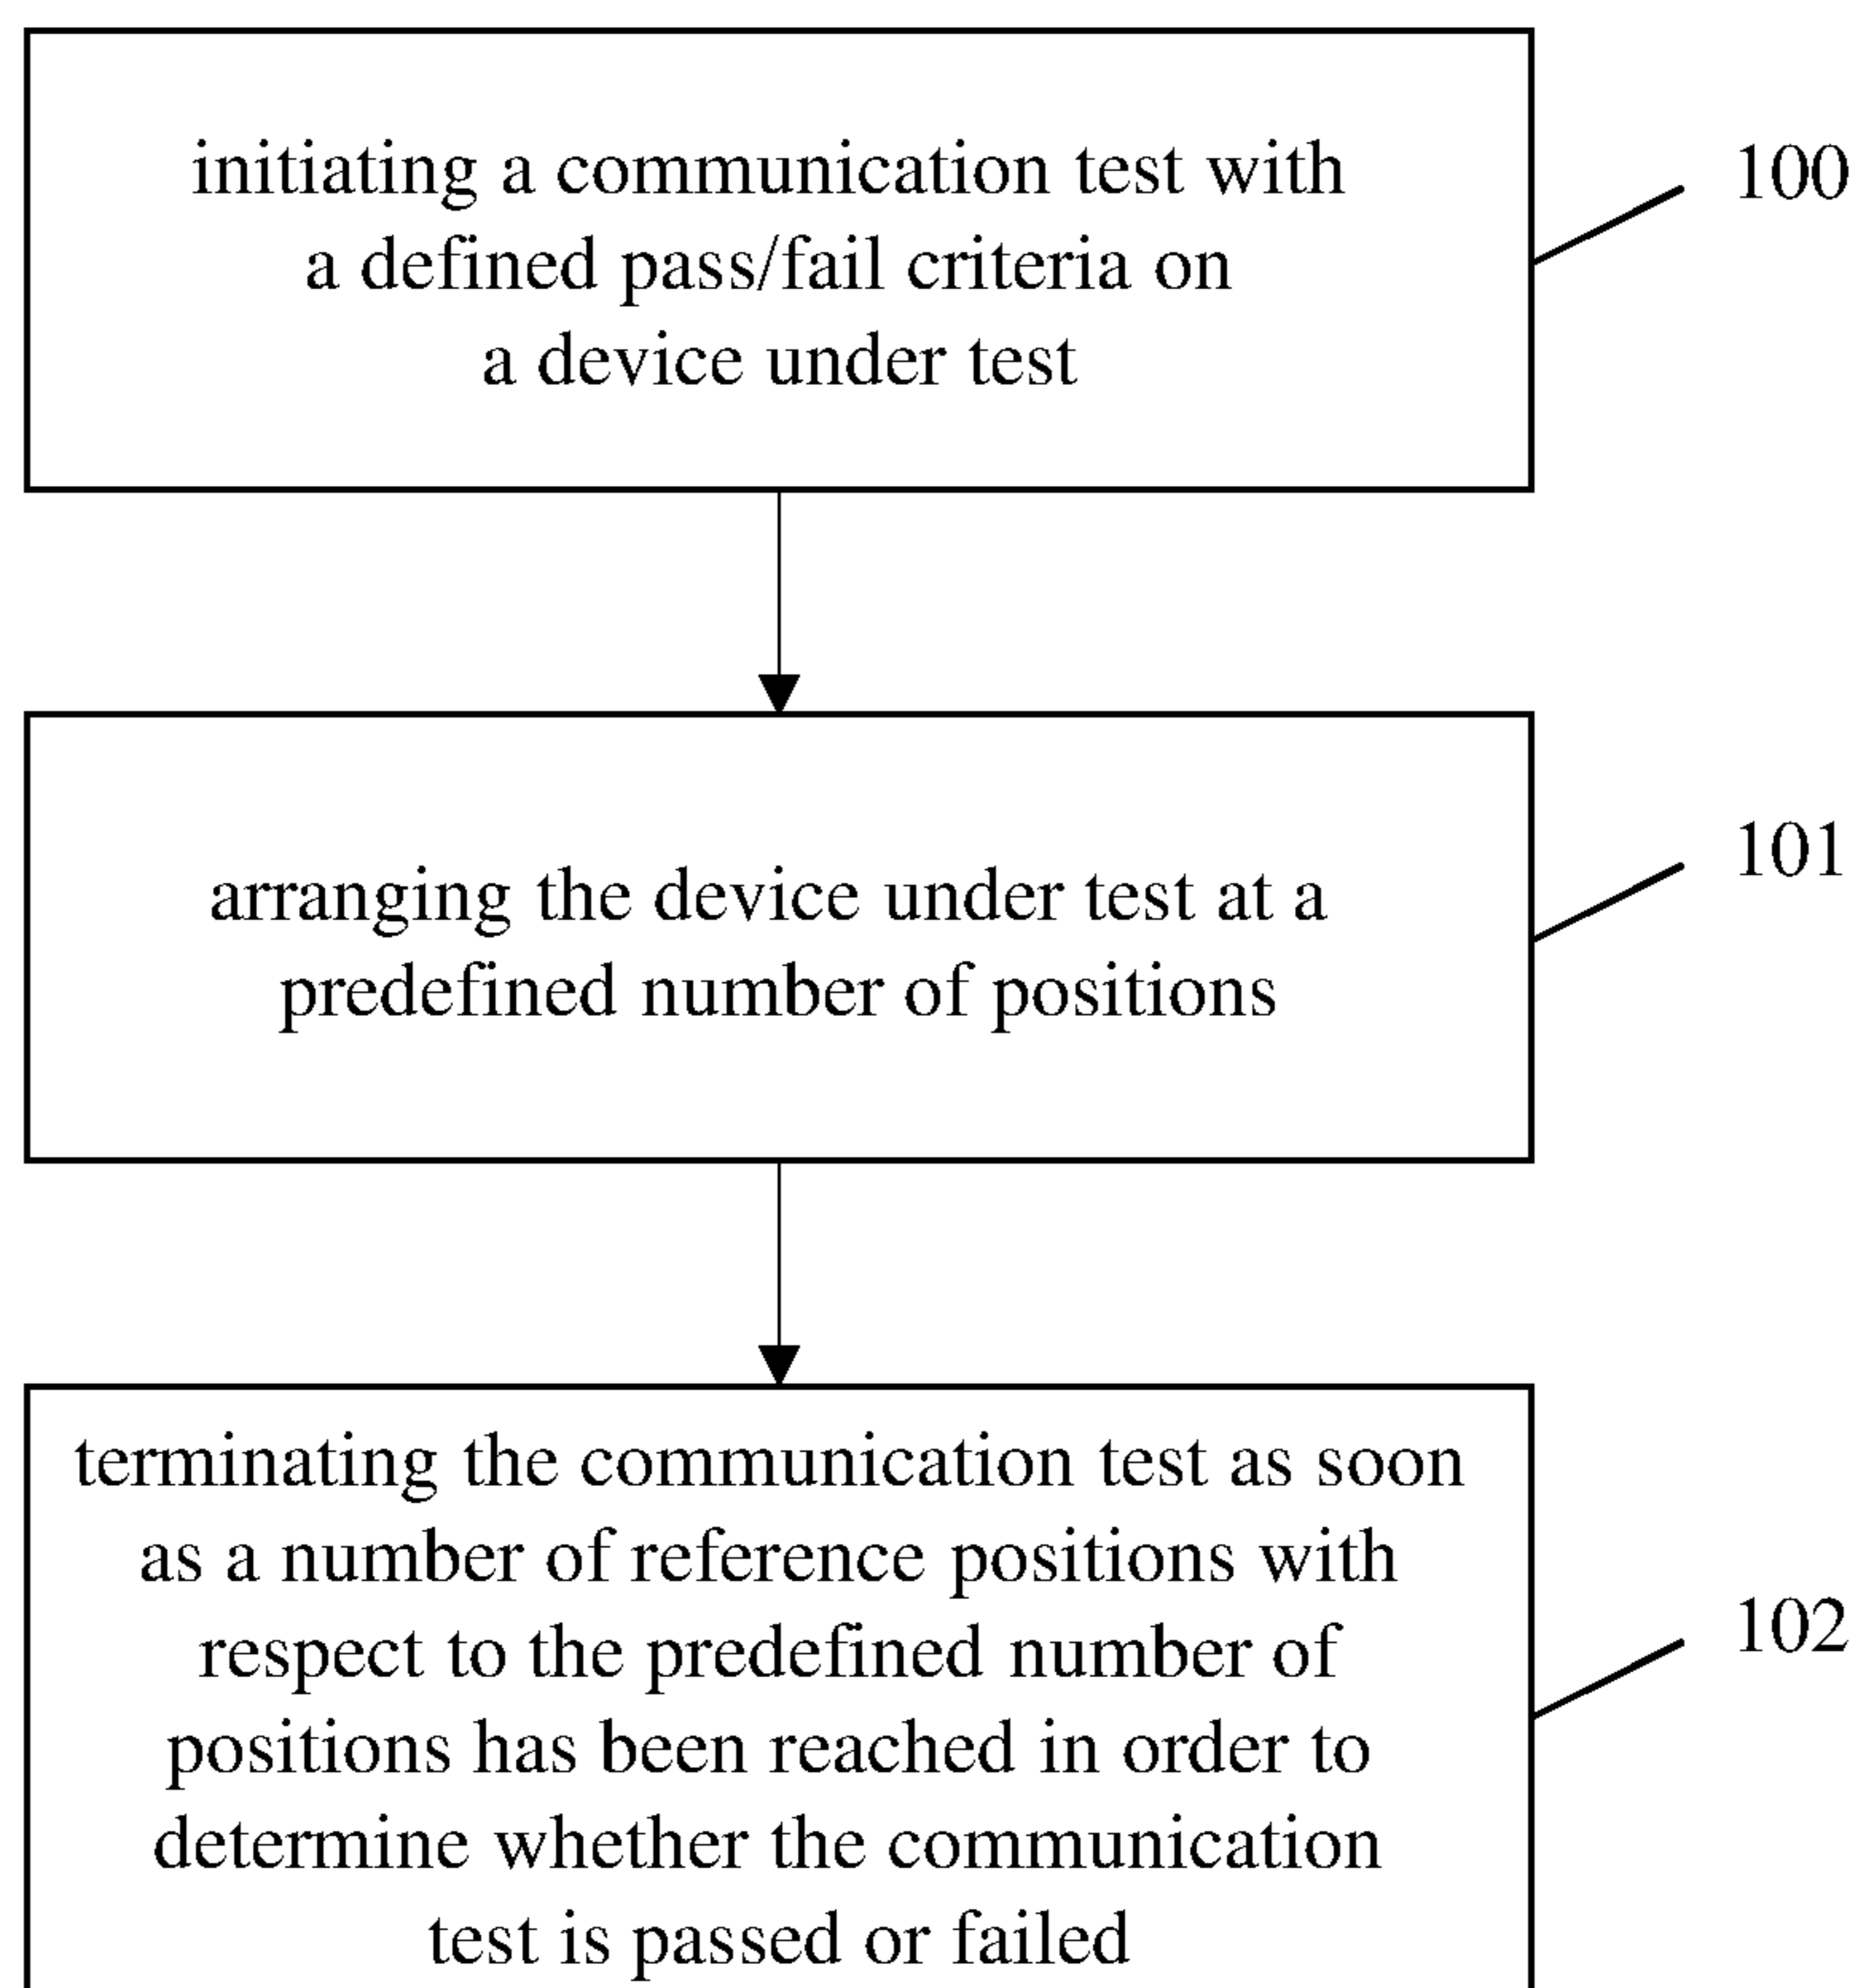 initiating a communication test with
a defined pass/fail criteria on
a device under test
100
arranging the device under test at a
predefined number of positions
101
terminating the communication test as soon
as a number of reference positions with
respect to the predefined number of
positions has been reached in order to
determine whether the communication
test is passed or failed
102